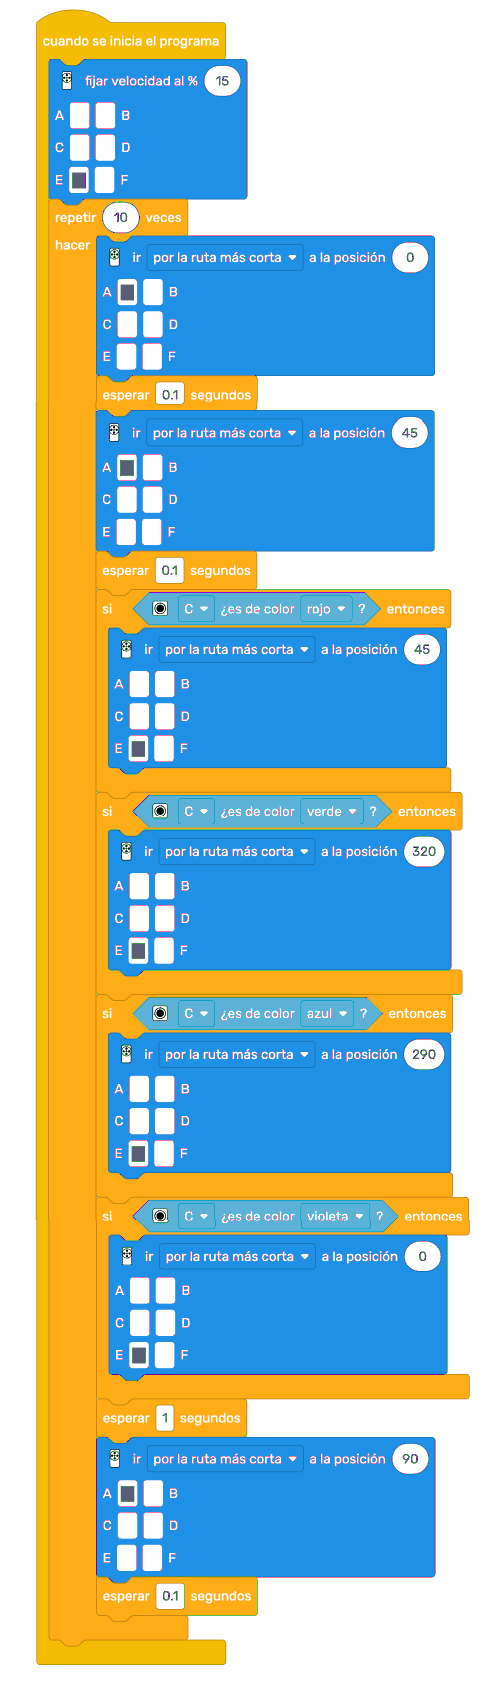 cuando se inicia el programa
fijar velocidad al % 15
A B
C D
E F
repetir 10 veces
hacer
ir por la ruta más corta a la posición 0
A B
C D
E F
esperar 0.1 segundos
ir por la ruta más corta a la posición 45
A B
C D
E F
esperar 0.1 segundos
si C ¿es de color rojo ? entonces
ir por la ruta más corta a la posición 45
A B
C D
E F
si C ¿es de color verde ? entonces
ir por la ruta más corta a la posición 320
A B
C D
E F
si C ¿es de color azul ? entonces
ir por la ruta más corta a la posición 290
A B
C D
E F
si C ¿es de color violeta ? entonces
ir por la ruta más corta a la posición 0
A B
C D
E F
esperar 1 segundos
ir por la ruta más corta a la posición 90
A B
C D
E F
esperar 0.1 segundos